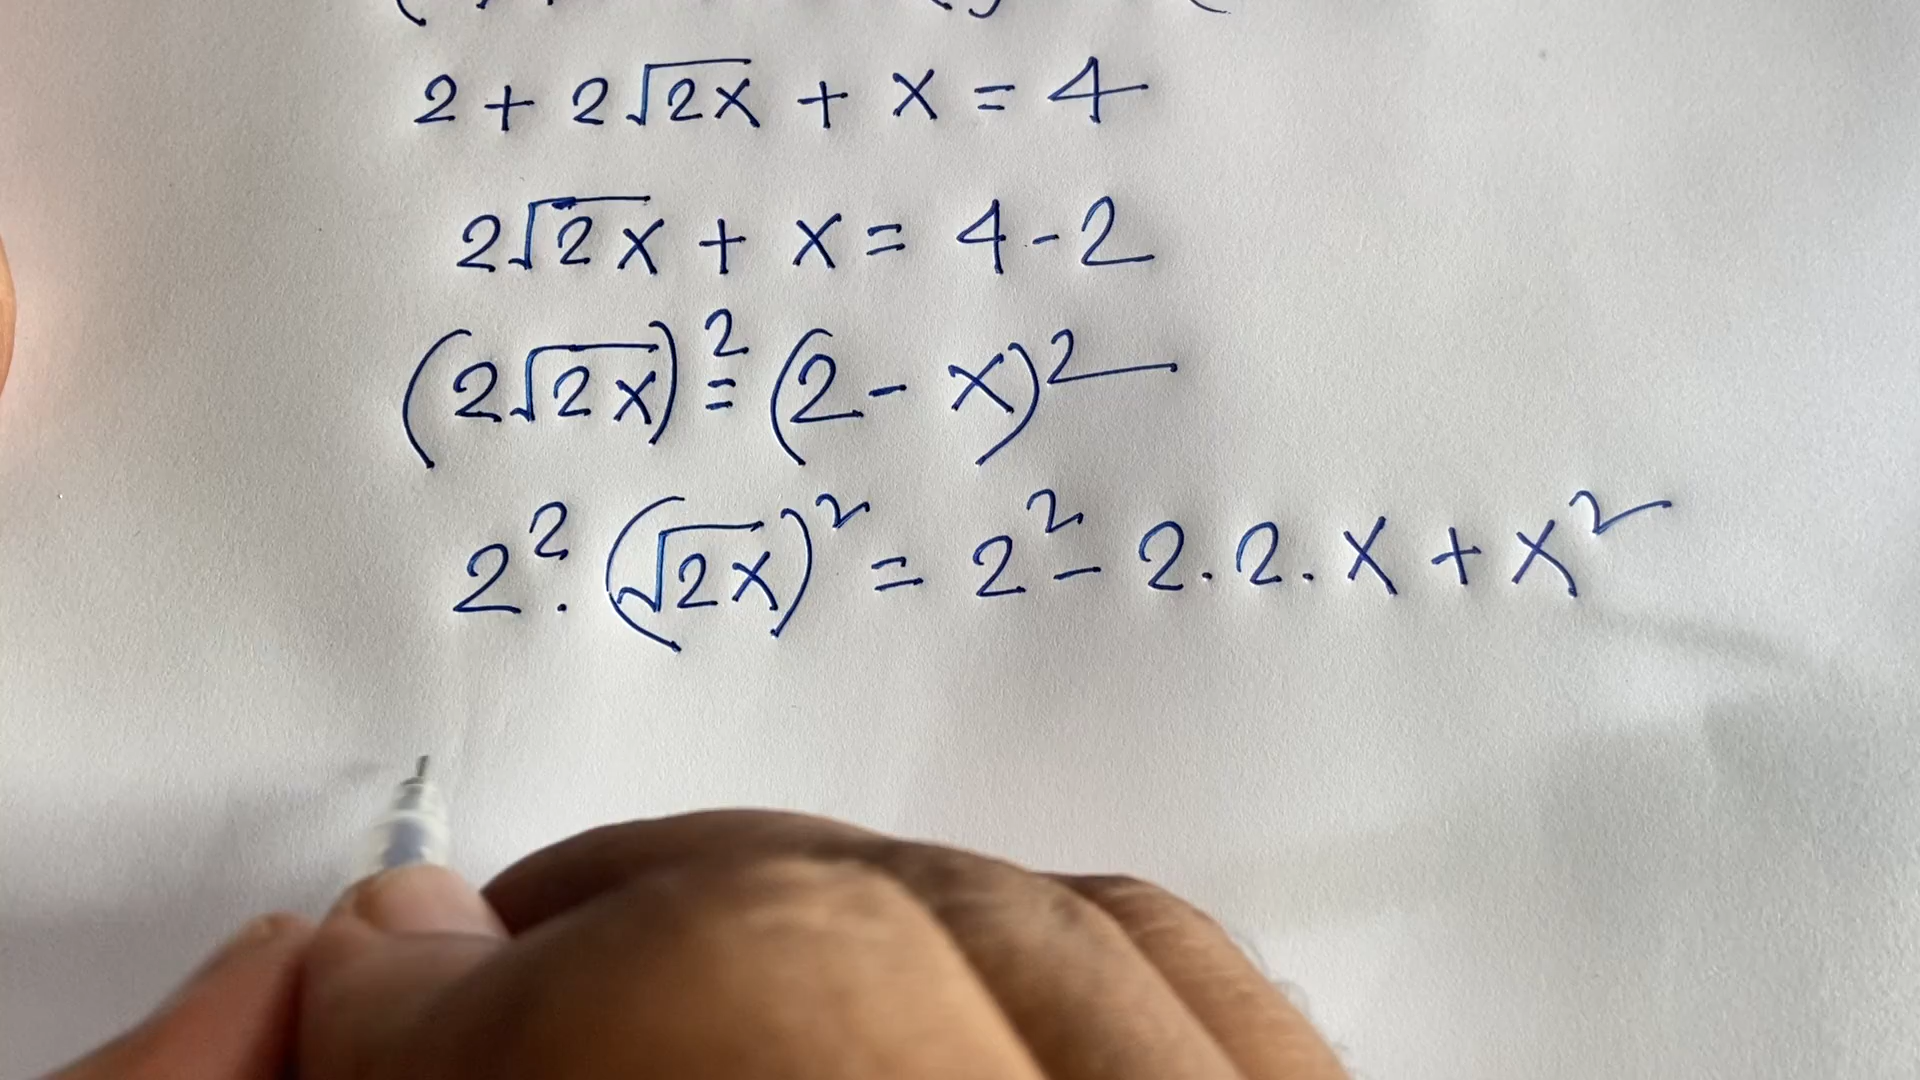 2 + 2√2x + x = 4
2√2x + x = 4 - 2
(2√2x)² = (2 - x)²
2² . (√2x)² = 2² - 2 . 2 . x + x²